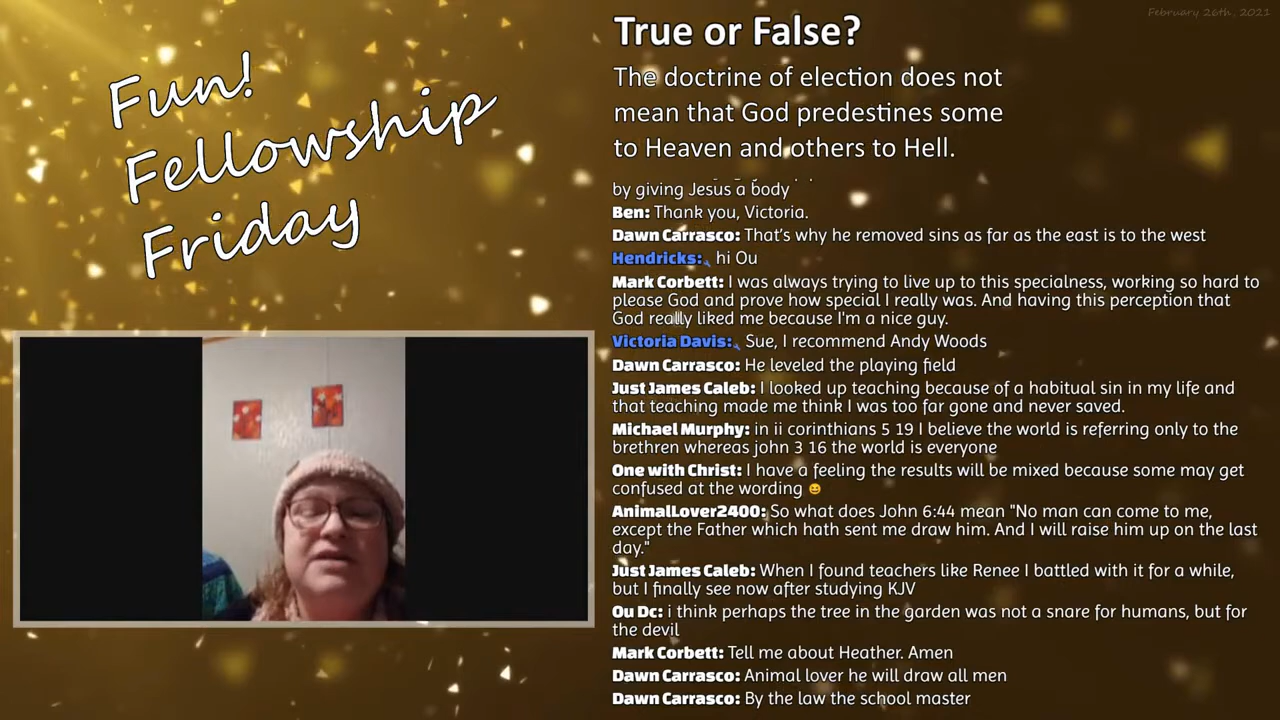 February 26th, 2021
Fun!
Fellowship
Friday
True or False?
The doctrine of election does not
mean that God predestines some
to Heaven and others to Hell.
by giving Jesus a body
Ben: Thank you, Victoria.
Dawn Carrasco: That's why he removed sins as far as the east is to the west
Hendricks: hi Ou
Mark Corbett: I was always trying to live up to this specialness, working so hard to
please God and prove how special I really was. And having this perception that
God really liked me because I'm a nice guy.
Victoria Davis: Sue, I recommend Andy Woods
Dawn Carrasco: He leveled the playing field
Just James Caleb: I looked up teaching because of a habitual sin in my life and
that teaching made me think I was too far gone and never saved.
Michael Murphy: in ii corinthians 5 19 I believe the world is referring only to the
brethren whereas john 3 16 the world is everyone
One with Christ: I have a feeling the results will be mixed because some may get
confused at the wording
AnimalLover2400: So what does John 6:44 mean "No man can come to me,
except the Father which hath sent me draw him. And I will raise him up on the last
day."
Just James Caleb: When I found teachers like Renee I battled with it for a while,
but I finally see now after studying KJV
Ou Dc: i think perhaps the tree in the garden was not a snare for humans, but for
the devil
Mark Corbett: Tell me about Heather. Amen
Dawn Carrasco: Animal lover he will draw all men
Dawn Carrasco: By the law the school master